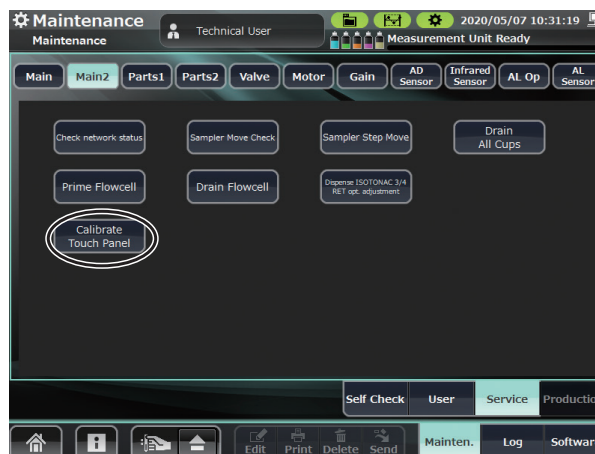 Maintenance
Maintenance
Technical User
2020/05/07 10:31:19
Measurement Unit Ready
Main
Main2
Parts1
Parts2
Valve
Motor
Gain
AD
Sensor
Infrared
Sensor
AL Op
AL
Sensor
Check network status
Sampler Move Check
Sampler Step Move
Drain
All Cups
Prime Flowcell
Drain Flowcell
Dispense ISOTONAC 3/4
RET opt. adjustment
Calibrate
Touch Panel
Self Check
User
Service
Productio
Edit
Print
Delete
Send
Mainten.
Log
Softwar